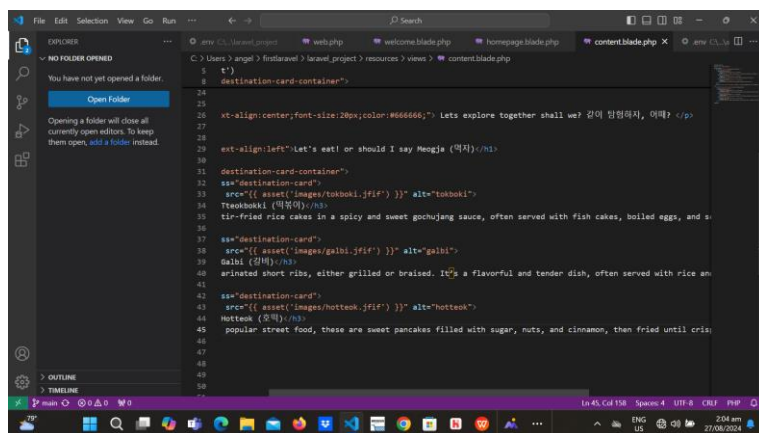 File Edit Selection View Go Run ... Search
EXPLORER ...
NO FOLDER OPENED
You have not yet opened a folder.
Open Folder
Opening a folder will close all
currently open editors. To keep
them open, add a folder instead.
OUTLINE
TIMELINE
.env C:\...\laravel_project web.php welcome.blade.php homepage.blade.php content.blade.php .env C:\...\la
C: > Users > angel > firstlaravel > laravel_project > resources > views > content.blade.php
5 t')
8 destination-card-container">
24
25
26 xt-align:center;font-size:20px;color:#666666;"> Lets explore together shall we? 같이 탐험하자, 어때? </p>
27
28
29 ext-align:left">Let's eat! or should I say Meogja (먹자)</h1>
30
31 destination-card-container">
32 ss="destination-card">
33 src="{{ asset('images/tokboki.jfif') }}" alt="tokboki">
34 Tteokbokki (떡볶이)</h3>
35 tir-fried rice cakes in a spicy and sweet gochujang sauce, often served with fish cakes, boiled eggs, and
36
37 ss="destination-card">
38 src="{{ asset('images/galbi.jfif') }}" alt="galbi">
39 Galbi (갈비)</h3>
40 arinated short ribs, either grilled or braised. It’s a flavorful and tender dish, often served with rice
41
42 ss="destination-card">
43 src="{{ asset('images/hotteok.jfif') }}" alt="hotteok">
44 Hotteok (호떡)</h3>
45 popular street food, these are sweet pancakes filled with sugar, nuts, and cinnamon, then fried until
46
47
48
49
50
main 0 0 0 Ln 45, Col 158 Spaces: 4 UTF-8 CRLF PHP
79° ENG US 2:04 am 27/08/2024